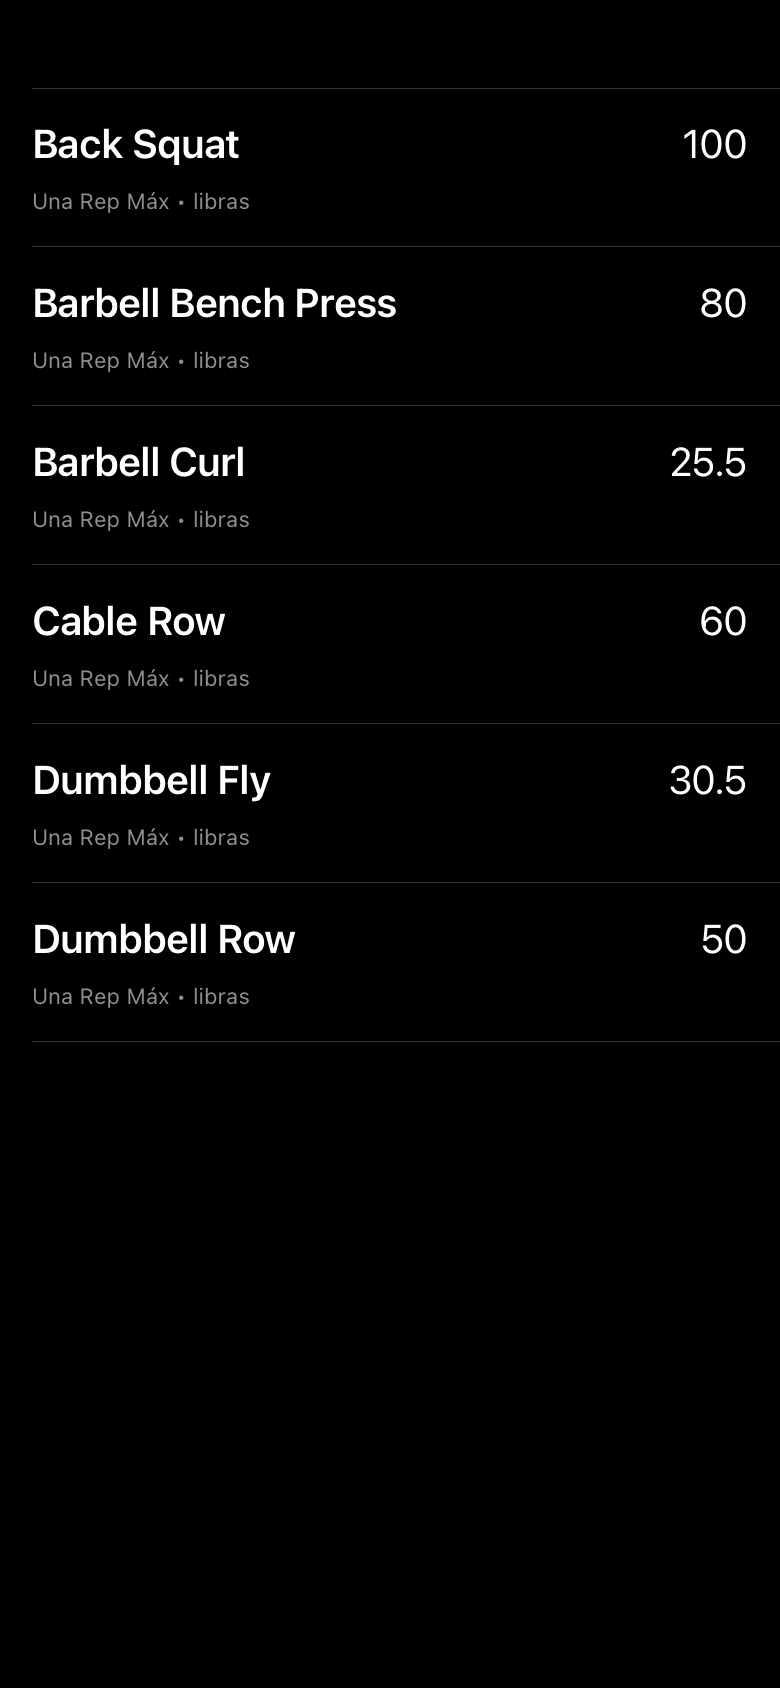 Back Squat 100
Una Rep Máx • libras
Barbell Bench Press 80
Una Rep Máx • libras
Barbell Curl 25.5
Una Rep Máx • libras
Cable Row 60
Una Rep Máx • libras
Dumbbell Fly 30.5
Una Rep Máx • libras
Dumbbell Row 50
Una Rep Máx • libras